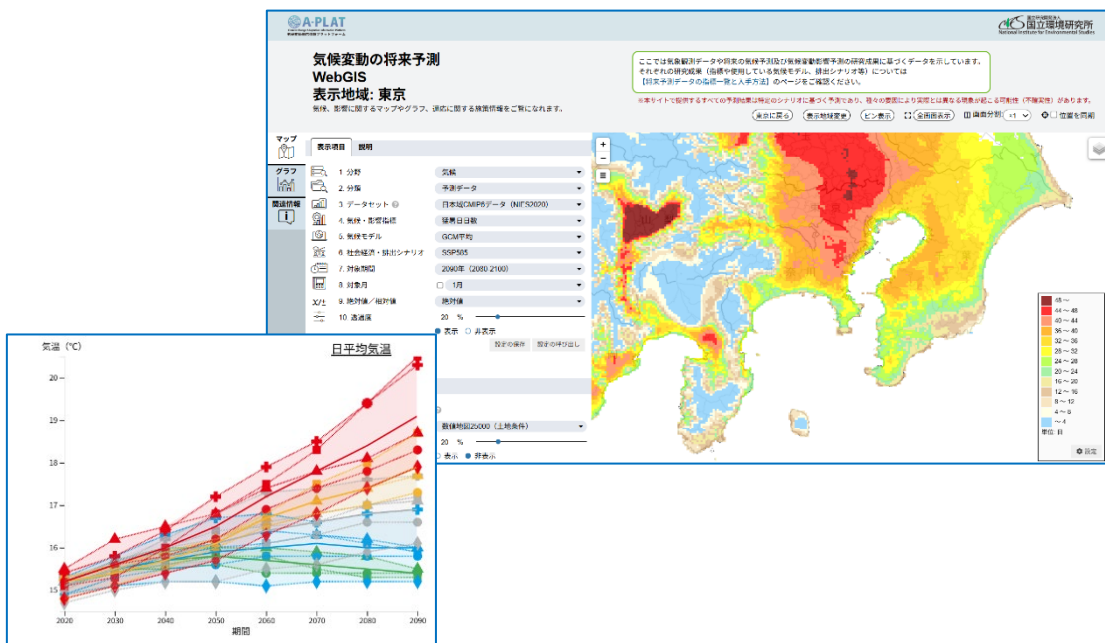 A-PLAT
国立研究開発法人
国立環境研究所
National Institute for Environmental Studies
気候変動の将来予測
WebGIS
表示地域: 東京
気候、影響に関するマップやグラフ、適応に関する施策情報をご覧になれます。
ここでは気象観測データや将来の気候予測及び気候変動影響予測の研究成果に基づくデータを示しています。
それぞれの研究成果（指標や使用している気候モデル、排出シナリオ等）については
【将来予測データの指標一覧と入手方法】のページをご確認ください。
※本サイトで提供するすべての予測結果は特定のシナリオに基づく予測であり、種々の要因により実際とは異なる現象が起こる可能性（不確実性）があります。
東京に戻る 表示地域変更 ピン表示 全画面表示 画面分割: ×1 位置を同期
マップ
グラフ
関連情報
表示項目 説明
1. 分野 気候
2. 分類 予測データ
3. データセット 日本域CMIP6データ（NIES2020）
4. 気候・影響指標 猛暑日日数
5. 気候モデル GCM平均
6. 社会経済・排出シナリオ SSP585
7. 対象期間 2090年（2080-2100）
8. 対象月 1月
9. 絶対値／相対値 絶対値
10. 透過度 20 %
表示 非表示
設定の保存 設定の呼び出し
数値地図25000（土地条件）
20 %
表示 非表示
48～
44～48
40～44
36～40
32～36
28～32
24～28
20～24
16～20
12～16
8～12
4～8
～4
単位: 日
設定
気温（℃）
日平均気温
20
19
18
17
16
15
2020 2030 2040 2050 2060 2070 2080 2090
期間